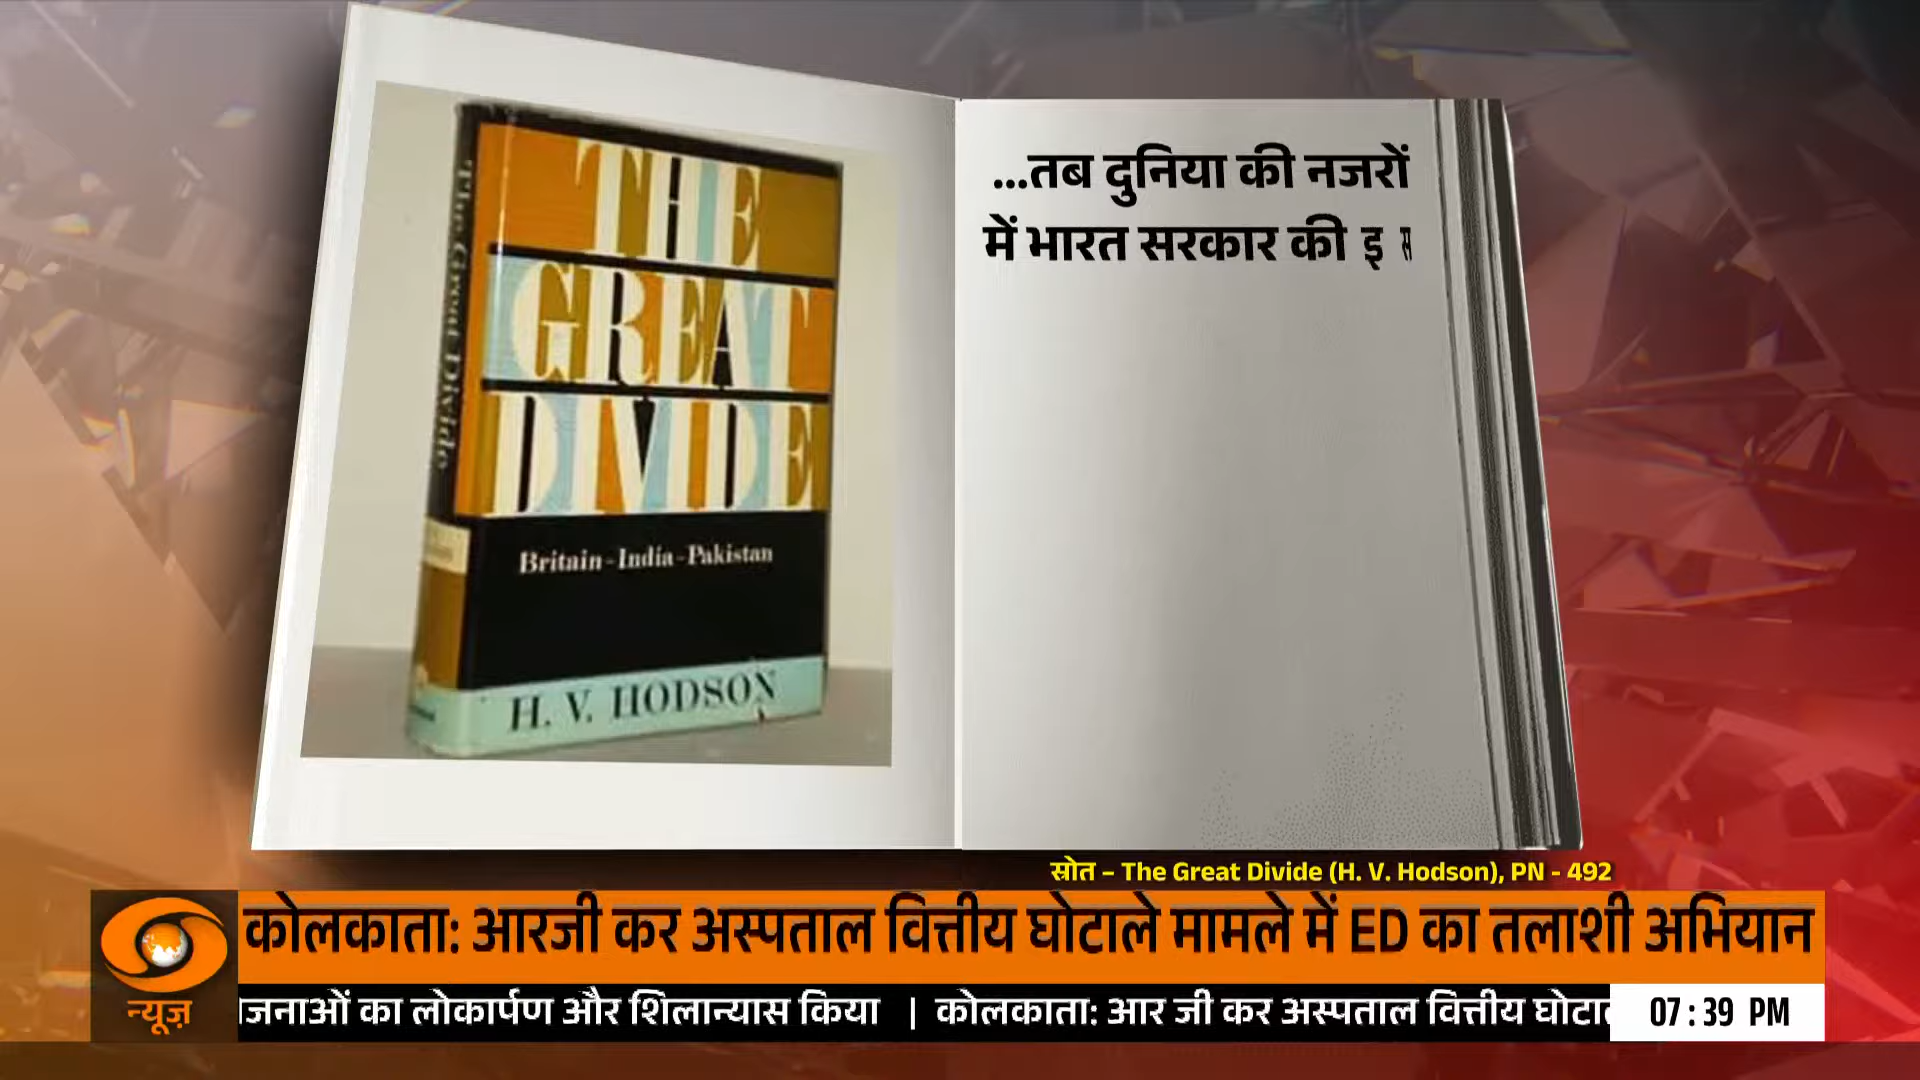 The Great Divide
THE
GREAT
DIVIDE
Britain-India-Pakistan
H. V. HODSON
...तब दुनिया की नजरों
में भारत सरकार की इ स
स्रोत – The Great Divide (H. V. Hodson), PN - 492
कोलकाता: आरजी कर अस्पताल वित्तीय घोटाले मामले में ED का तलाशी अभियान
न्यूज़
जनाओं का लोकार्पण और शिलान्यास किया | कोलकाता: आर जी कर अस्पताल वित्तीय घोटा
07:39 PM